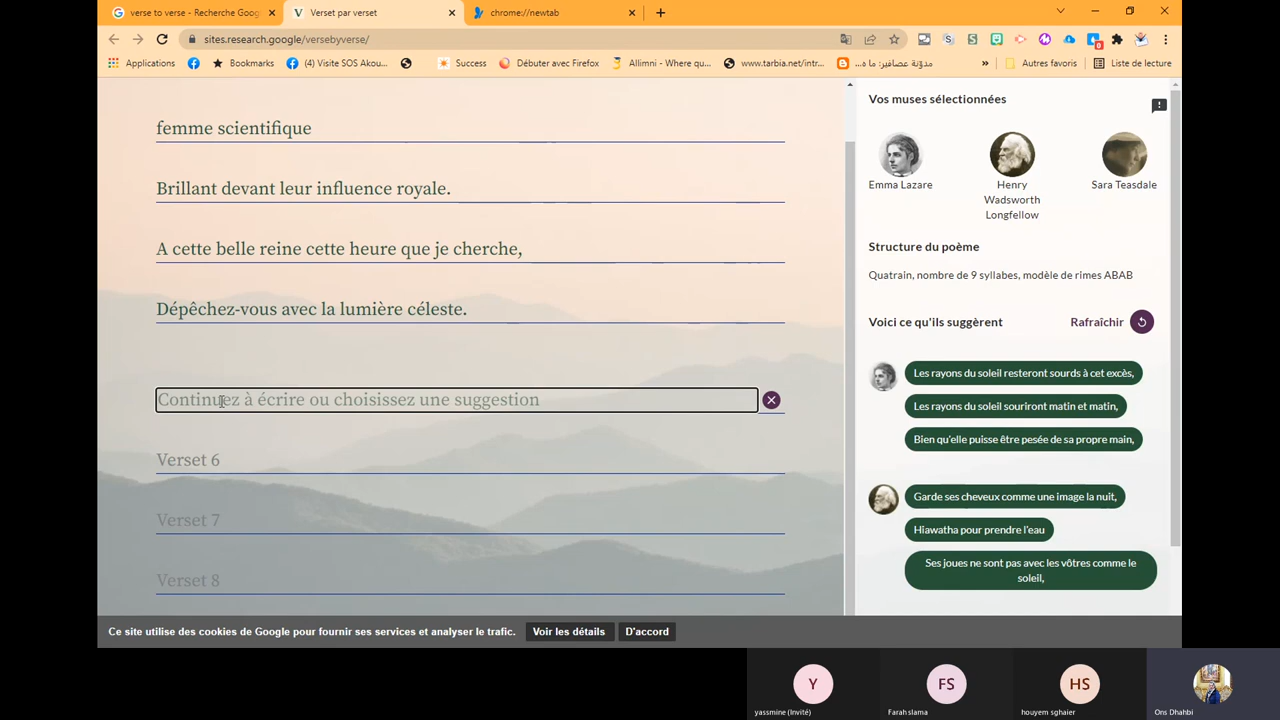 verse to verse - Recherche Goog
Verset par verset
chrome://newtab
sites.research.google/versebyverse/
Applications
Bookmarks
(4) Visite SOS Akou...
Success
Débuter avec Firefox
Allimni - Where qu...
www.tarbia.net/intr...
مدوّنة عصافير: ما ه...
»
Autres favoris
Liste de lecture
femme scientifique
Brillant devant leur influence royale.
A cette belle reine cette heure que je cherche,
Dépêchez-vous avec la lumière céleste.
Continuez à écrire ou choisissez une suggestion
Verset 6
Verset 7
Verset 8
Vos muses sélectionnées
Emma Lazare
Henry
Wadsworth
Longfellow
Sara Teasdale
Structure du poème
Quatrain, nombre de 9 syllabes, modèle de rimes ABAB
Voici ce qu'ils suggèrent
Rafraîchir
Les rayons du soleil resteront sourds à cet excès,
Les rayons du soleil souriront matin et matin,
Bien qu'elle puisse être pesée de sa propre main,
Garde ses cheveux comme une image la nuit,
Hiawatha pour prendre l'eau
Ses joues ne sont pas avec les vôtres comme le
soleil,
Ce site utilise des cookies de Google pour fournir ses services et analyser le trafic.
Voir les détails
D'accord
Y
yassmine (Invité)
FS
Farah slama
HS
houyem sghaier
Ons Dhahbi